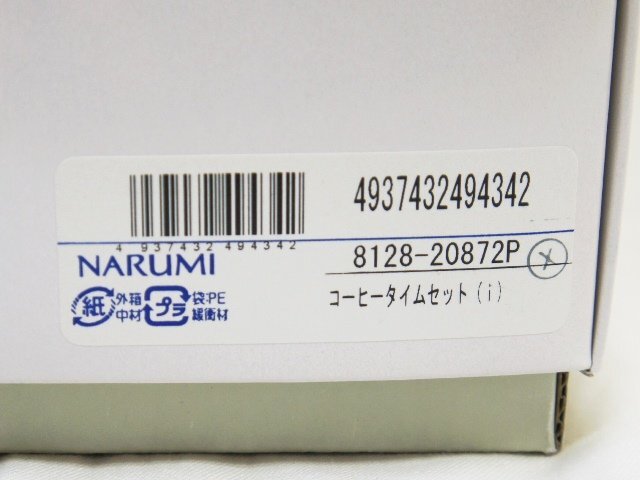 4937432494342
4 937432 494342
NARUMI
8128-20872P
コーヒータイムセット(i)
紙 外箱 中材
プラ 袋:PE 緩衝材